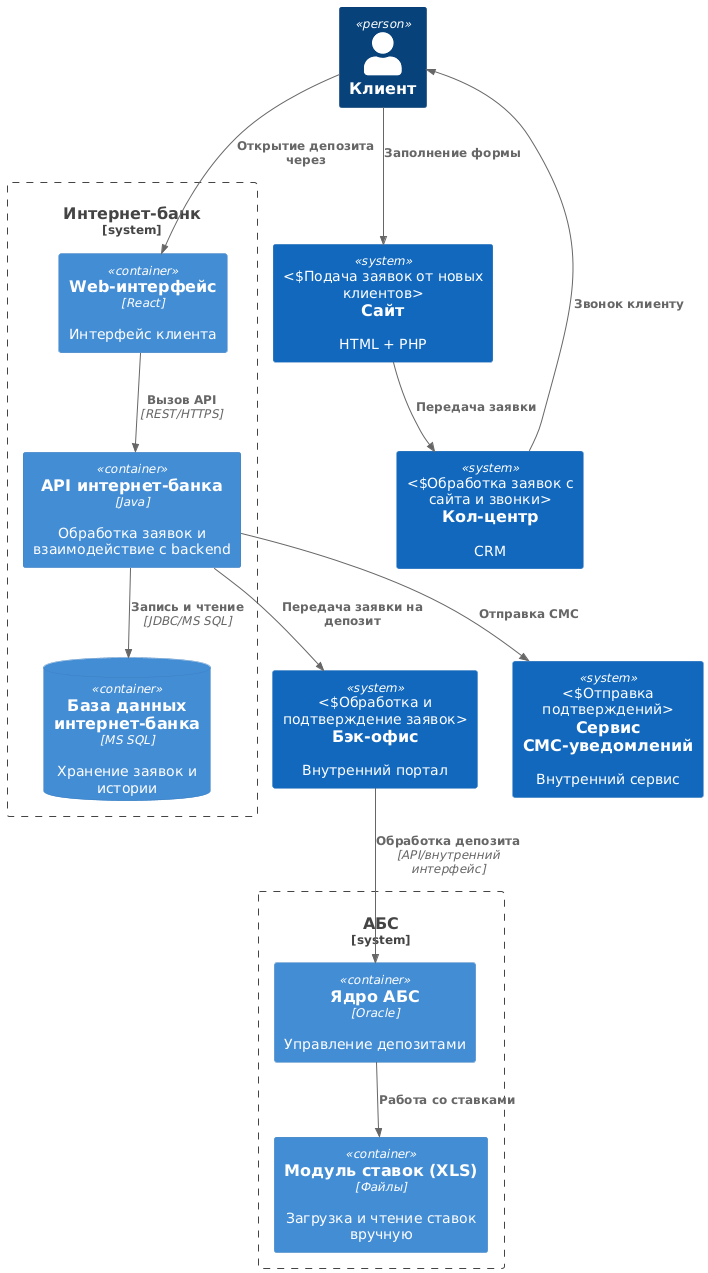 «person»
Клиент
Открытие депозита
через
Заполнение формы
Интернет-банк
[system]
«container»
Web-интерфейс
[React]
Интерфейс клиента
«system»
<$Подача заявок от новых
клиентов>
Сайт
HTML + PHP
Звонок клиенту
Вызов API
[REST/HTTPS]
Передача заявки
«container»
API интернет-банка
[Java]
Обработка заявок и
взаимодействие с backend
«system»
<$Обработка заявок с
сайта и звонки>
Кол-центр
CRM
Запись и чтение
[JDBC/MS SQL]
Передача заявки на
депозит
Отправка СМС
«container»
База данных
интернет-банка
[MS SQL]
Хранение заявок и
истории
«system»
<$Обработка и
подтверждение заявок>
Бэк-офис
Внутренний портал
«system»
<$Отправка
подтверждений>
Сервис
СМС-уведомлений
Внутренний сервис
Обработка депозита
[API/внутренний
интерфейс]
АБС
[system]
«container»
Ядро АБС
[Oracle]
Управление депозитами
Работа со ставками
«container»
Модуль ставок (XLS)
[Файлы]
Загрузка и чтение ставок
вручную